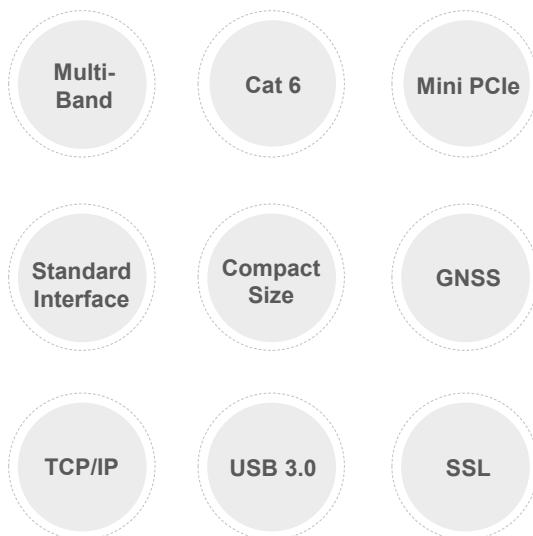 Multi-
Band
Cat 6
Mini PCIe
Standard
Interface
Compact
Size
GNSS
TCP/IP
USB 3.0
SSL